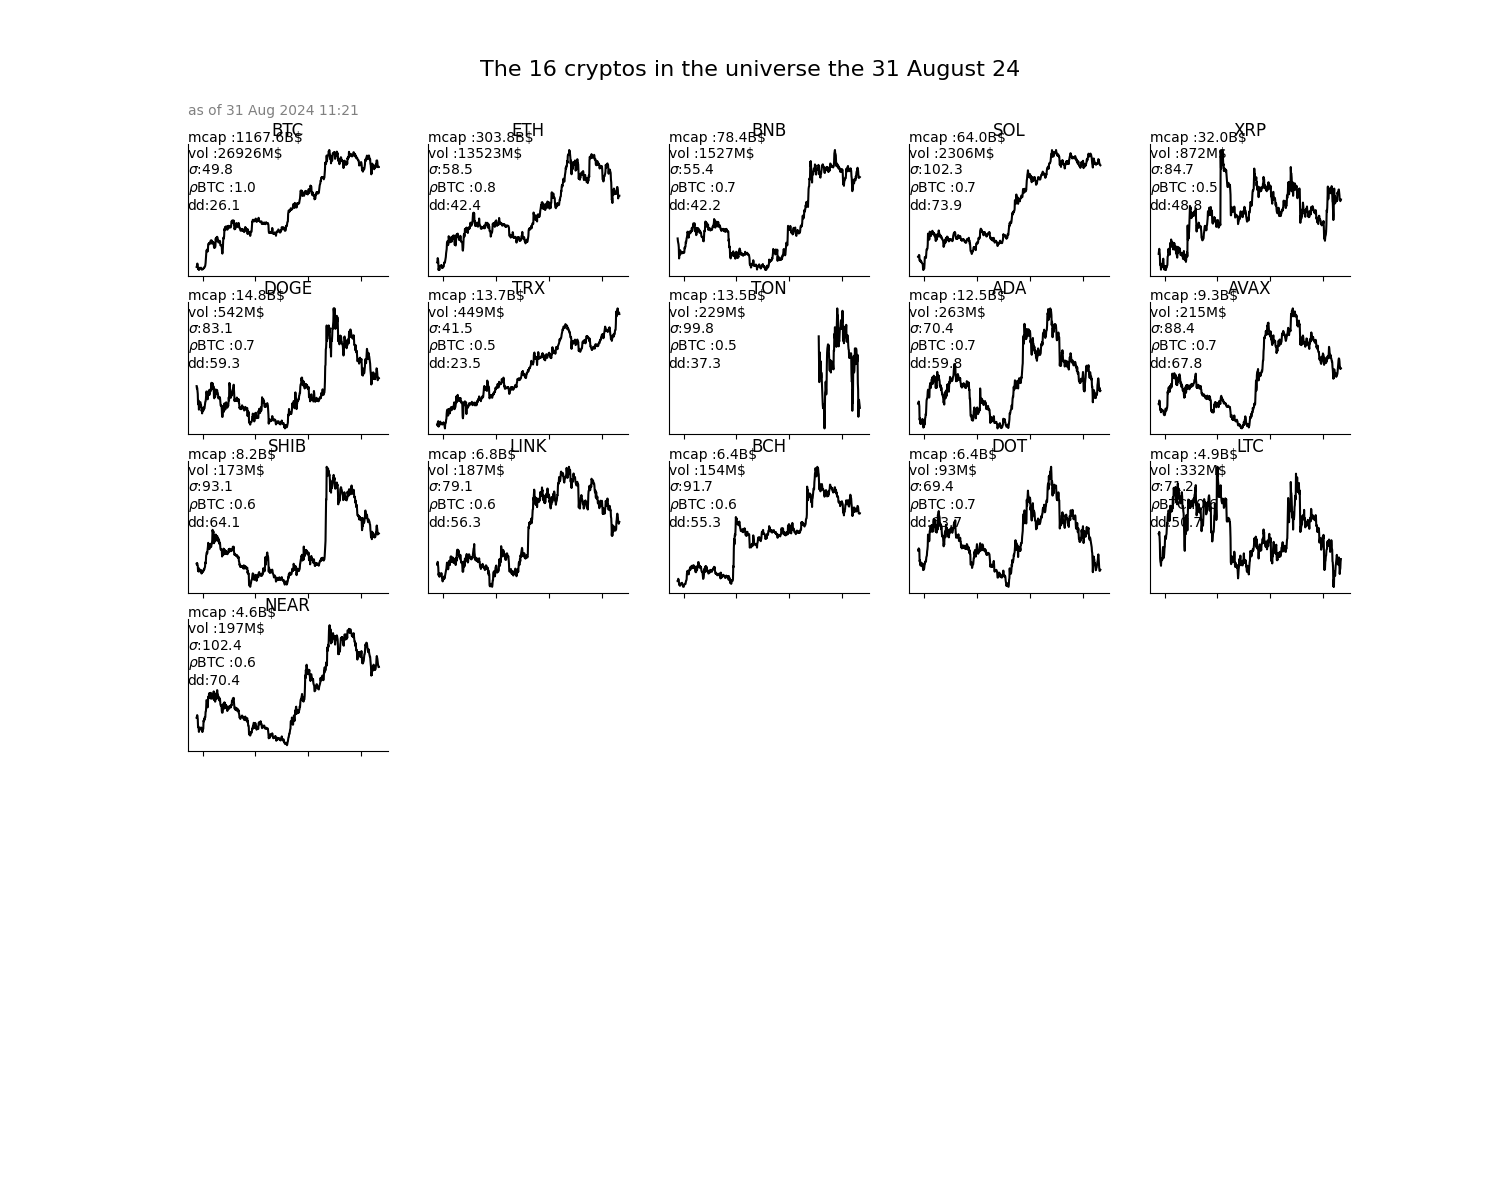 The 16 cryptos in the universe the 31 August 24
as of 31 Aug 2024 11:21
BTC
mcap :1167.6B$
vol :26926M$
σ:49.8
ρBTC :1.0
dd:26.1
ETH
mcap :303.8B$
vol :13523M$
σ:58.5
ρBTC :0.8
dd:42.4
BNB
mcap :78.4B$
vol :1527M$
σ:55.4
ρBTC :0.7
dd:42.2
SOL
mcap :64.0B$
vol :2306M$
σ:102.3
ρBTC :0.7
dd:73.9
XRP
mcap :32.0B$
vol :872M$
σ:84.7
ρBTC :0.5
dd:48.8
DOGE
mcap :14.8B$
vol :542M$
σ:83.1
ρBTC :0.7
dd:59.3
TRX
mcap :13.7B$
vol :449M$
σ:41.5
ρBTC :0.5
dd:23.5
TON
mcap :13.5B$
vol :229M$
σ:99.8
ρBTC :0.5
dd:37.3
ADA
mcap :12.5B$
vol :263M$
σ:70.4
ρBTC :0.7
dd:59.8
AVAX
mcap :9.3B$
vol :215M$
σ:88.4
ρBTC :0.7
dd:67.8
SHIB
mcap :8.2B$
vol :173M$
σ:93.1
ρBTC :0.6
dd:64.1
LINK
mcap :6.8B$
vol :187M$
σ:79.1
ρBTC :0.6
dd:56.3
BCH
mcap :6.4B$
vol :154M$
σ:91.7
ρBTC :0.6
dd:55.3
DOT
mcap :6.4B$
vol :93M$
σ:69.4
ρBTC :0.7
dd:63.7
LTC
mcap :4.9B$
vol :332M$
σ:71.2
ρBTC :0.6
NEAR
mcap :4.6B$
vol :197M$
σ:102.4
ρBTC :0.6
dd:70.4